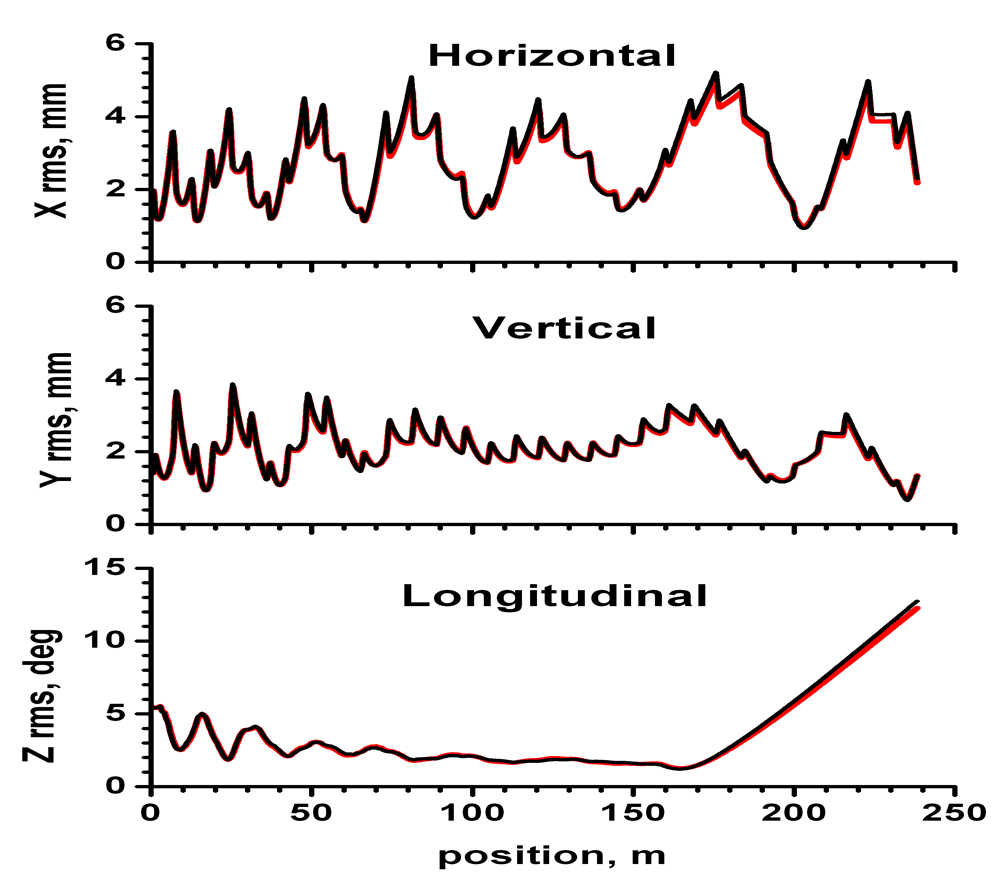 Horizontal
X rms, mm
6
4
2
0
Vertical
Y rms, mm
6
4
2
0
Longitudinal
Z rms, deg
15
10
5
0
0 50 100 150 200 250
position, m